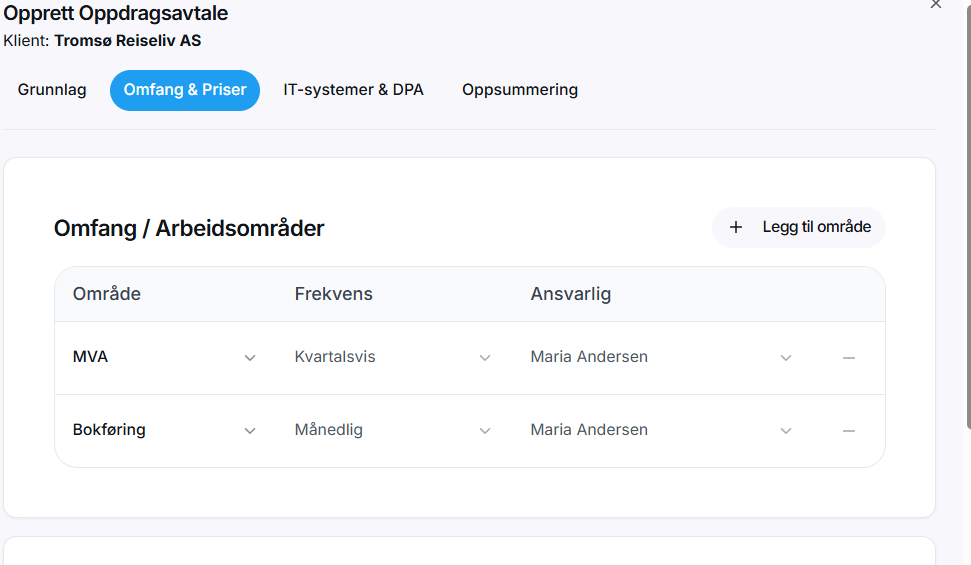 Opprett Oppdragsavtale
Klient: Tromsø Reiseliv AS
Grunnlag Omfang & Priser IT-systemer & DPA Oppsummering
Omfang / Arbeidsområder + Legg til område
Område Frekvens Ansvarlig
MVA Kvartalsvis Maria Andersen
Bokføring Månedlig Maria Andersen